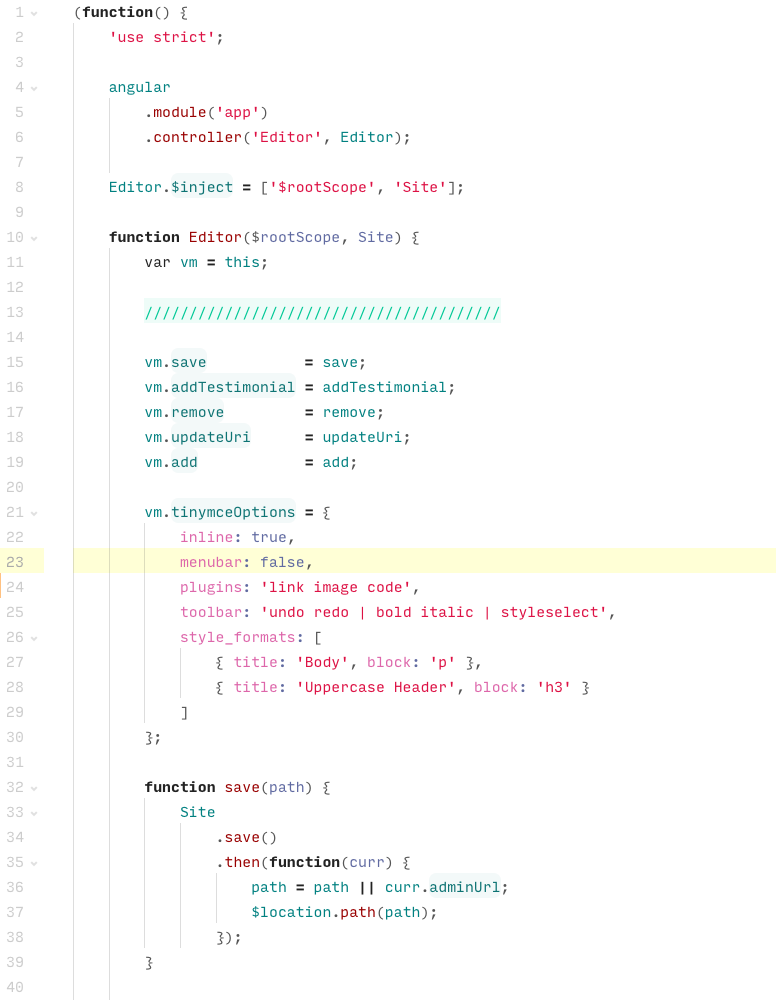 1 (function() {
2 'use strict';
3
4 angular
5 .module('app')
6 .controller('Editor', Editor);
7
8 Editor.$inject = ['$rootScope', 'Site'];
9
10 function Editor($rootScope, Site) {
11 var vm = this;
12
13 ////////////////////////////////////////
14
15 vm.save           = save;
16 vm.addTestimonial = addTestimonial;
17 vm.remove         = remove;
18 vm.updateUri      = updateUri;
19 vm.add            = add;
20
21 vm.tinymceOptions = {
22 inline: true,
23 menubar: false,
24 plugins: 'link image code',
25 toolbar: 'undo redo | bold italic | styleselect',
26 style_formats: [
27 { title: 'Body', block: 'p' },
28 { title: 'Uppercase Header', block: 'h3' }
29 ]
30 };
31
32 function save(path) {
33 Site
34 .save()
35 .then(function(curr) {
36 path = path || curr.adminUrl;
37 $location.path(path);
38 });
39 }
40